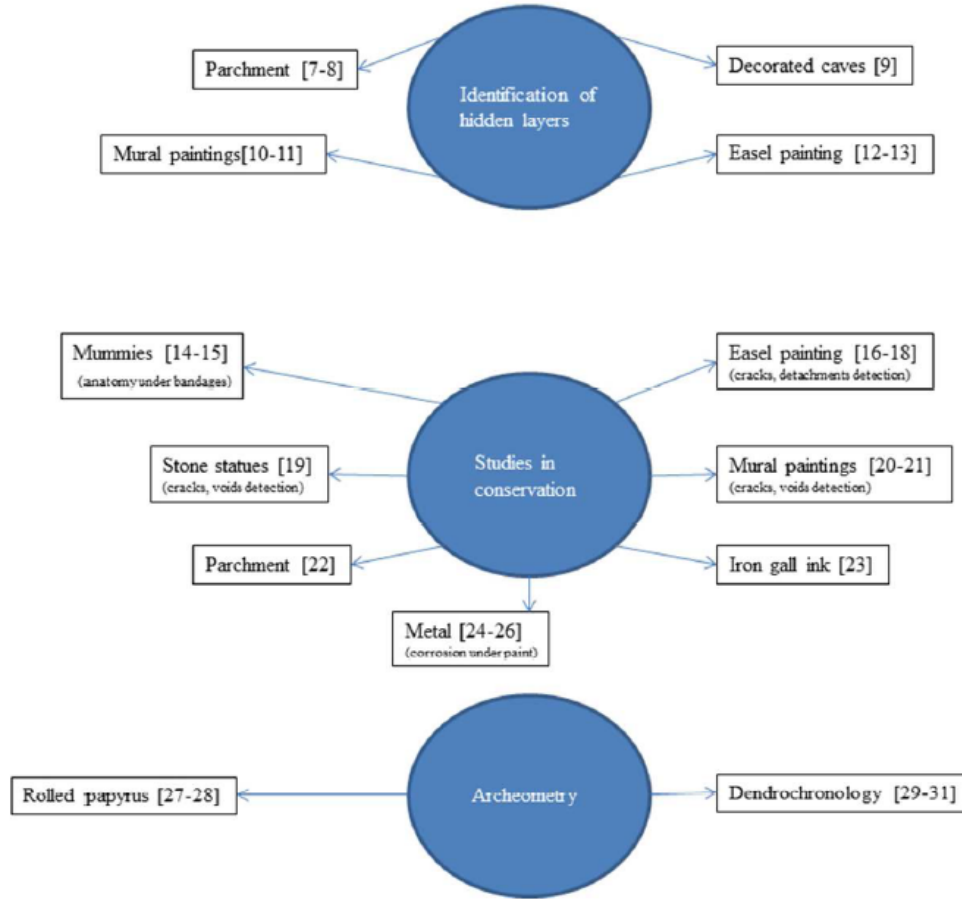 Parchment [7-8]
Decorated caves [9]
Identification of
hidden layers
Mural paintings[10-11]
Easel painting [12-13]
Mummies [14-15]
(anatomy under bandages)
Easel painting [16-18]
(cracks, detachments detection)
Stone statues [19]
(cracks, voids detection)
Studies in
conservation
Mural paintings [20-21]
(cracks, voids detection)
Parchment [22]
Iron gall ink [23]
Metal [24-26]
(corrosion under paint)
Rolled papyrus [27-28]
Archeometry
Dendrochronology [29-31]